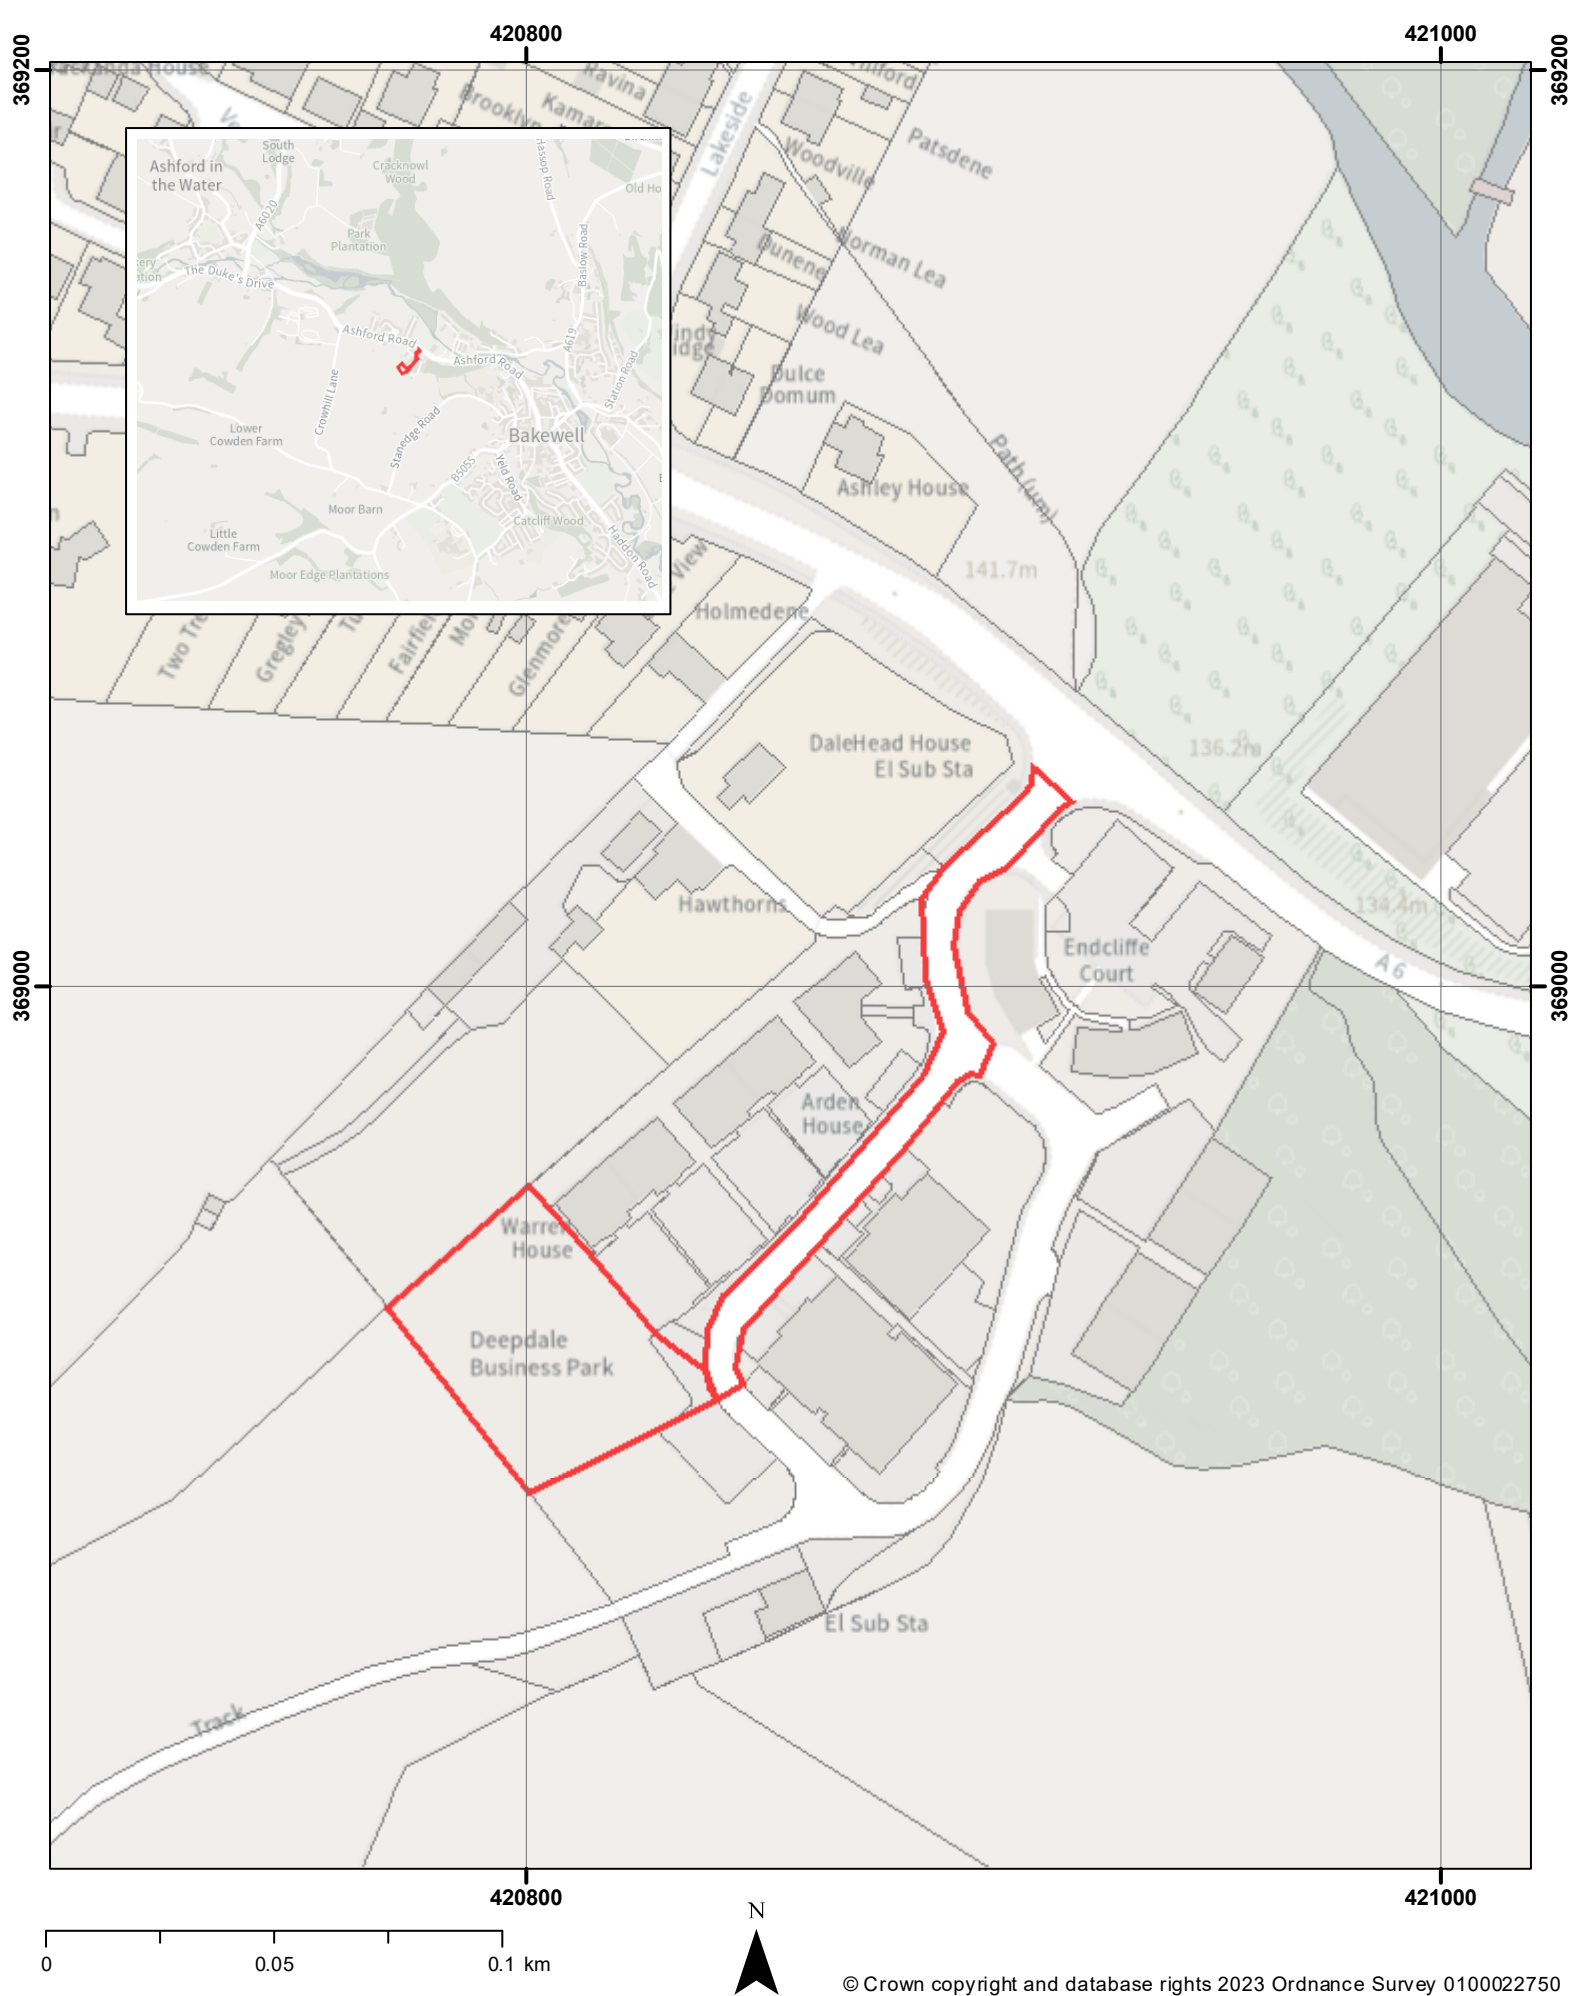 420800
421000
369200
369200
Ravina
Brooklyn
Lakeside
Woodville
Patsdene
Dunene
Norman Lea
Wood Lea
Dulce
Domum
Ashley House
Path (um)
141.7m
Ashford in
the Water
South
Lodge
Cracknowl
Wood
Hassop Road
A6020
Park
Plantation
The Duke's Drive
Baslow Road
Ashford Road
Ashford Road
A619
Station Road
Crowhill Lane
Lower
Cowden Farm
Stanedge Road
Bakewell
B5055
Yeld Road
Moor Barn
Catcliff Wood
Little
Cowden Farm
Haddon Road
Moor Edge Plantations
View
Holmedene
Gregley
Glenmore
DaleHead House
El Sub Sta
136.2m
Hawthorns
134.4m
A6
Endcliffe
Court
369000
369000
Arden
House
Warren
House
Deepdale
Business Park
El Sub Sta
Track
420800
421000
N
0
0.05
0.1 km
© Crown copyright and database rights 2023 Ordnance Survey 0100022750